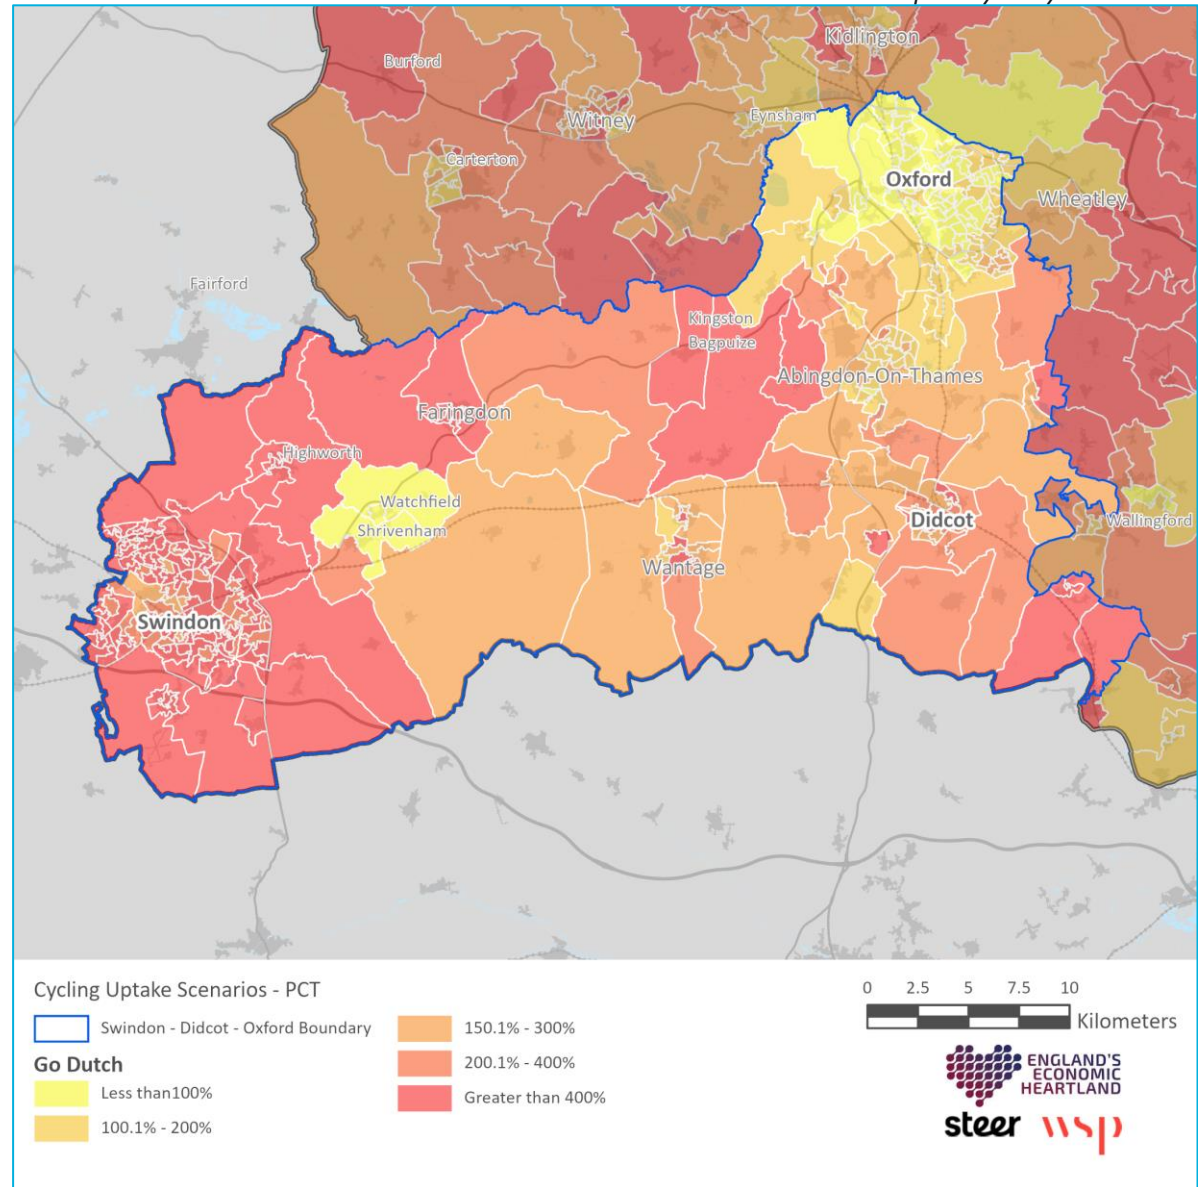 Kidlington
Burford
Witney
Eynsham
Carterton
Oxford
Wheatley
Fairford
Kingston
Bagpuize
Abingdon-On-Thames
Faringdon
Highworth
Watchfield
Shrivenham
Didcot
Wallingford
Wantage
Swindon
Cycling Uptake Scenarios - PCT
Swindon - Didcot - Oxford Boundary
Go Dutch
Less than100%
100.1% - 200%
150.1% - 300%
200.1% - 400%
Greater than 400%
0 2.5 5 7.5 10
Kilometers
ENGLAND'S
ECONOMIC
HEARTLAND
steer wsp